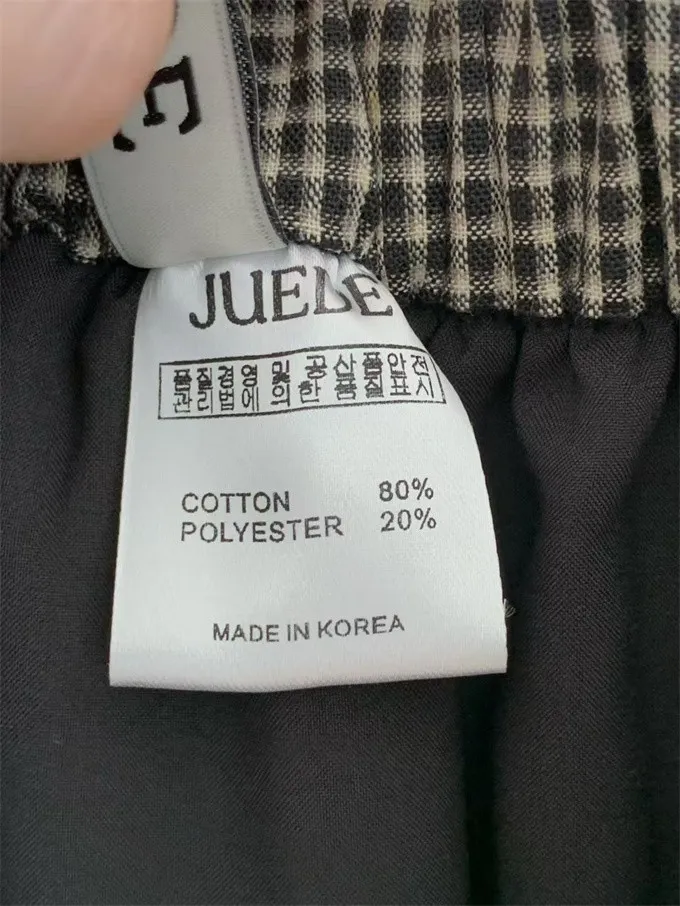 E
JUEDE
품질경영 및 공산품안전
관리법에 의한 품질표시
COTTON 80%
POLYESTER 20%
MADE IN KOREA